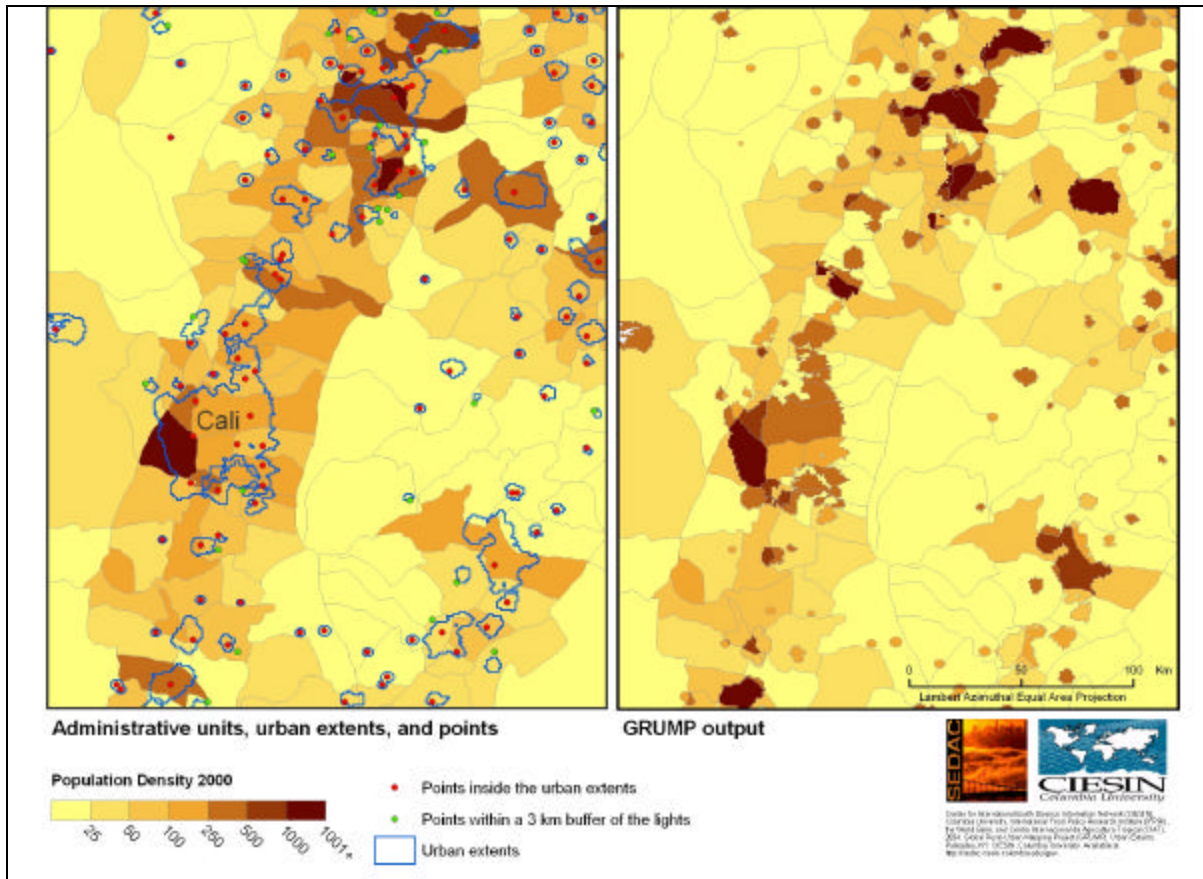 Cali
0 50 100 Km
Lambert Azimuthal Equal Area Projection
Administrative units, urban extents, and points
GRUMP output
Population Density 2000
25 50 100 250 500 1000 1001+
Points inside the urban extents
Points within a 3 km buffer of the lights
Urban extents
SEDAC
CIESIN
Columbia University